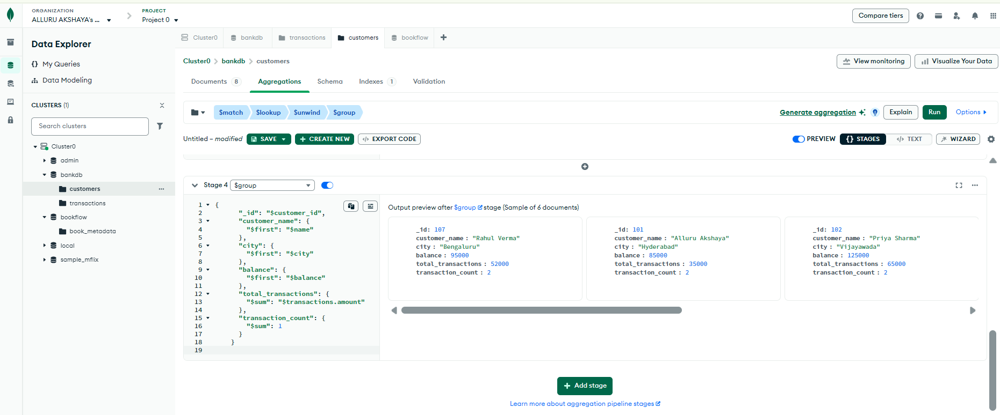 ORGANIZATION
ALLURU AKSHAYA's ...
PROJECT
Project 0
Compare tiers
Data Explorer
My Queries
Data Modeling
CLUSTERS (1)
Search clusters
Cluster0
admin
bankdb
customers
transactions
bookflow
book_metadata
local
sample_mflix
Cluster0
bankdb
transactions
customers
bookflow
Cluster0 > bankdb > customers
View monitoring
Visualize Your Data
Documents 8
Aggregations
Schema
Indexes 1
Validation
$match
$lookup
$unwind
$group
Generate aggregation
Explain
Run
Options
Untitled – modified
SAVE
CREATE NEW
EXPORT CODE
PREVIEW
{} STAGES
</> TEXT
WIZARD
Stage 4 $group
1 {
2 "_id": "$customer_id",
3 "customer_name": {
4 "$first": "$name"
5 },
6 "city": {
7 "$first": "$city"
8 },
9 "balance": {
10 "$first": "$balance"
11 },
12 "total_transactions": {
13 "$sum": "$transactions.amount"
14 },
15 "transaction_count": {
16 "$sum": 1
17 }
18 }
19
Output preview after $group stage (Sample of 6 documents)
_id: 107
customer_name : "Rahul Verma"
city : "Bengaluru"
balance : 95000
total_transactions : 52000
transaction_count : 2
_id: 101
customer_name : "Alluru Akshaya"
city : "Hyderabad"
balance : 85000
total_transactions : 35000
transaction_count : 2
_id: 102
customer_name : "Priya Sharma"
city : "Vijayawada"
balance : 125000
total_transactions : 65000
transaction_count : 2
Add stage
Learn more about aggregation pipeline stages